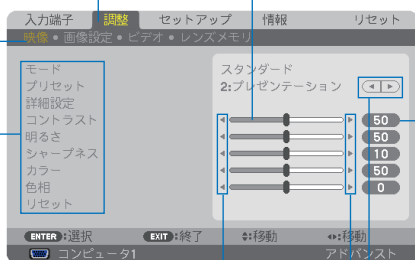 入力端子 調整 セットアップ 情報 リセット
映像 • 画像設定 • ビデオ • レンズメモリ
モード スタンダード
プリセット 2:プレゼンテーション
詳細設定
コントラスト 50
明るさ 50
シャープネス 10
カラー 50
色相 0
リセット
ENTER :選択 EXIT :終了 :移動 :移動
コンピュータ1 アドバンスト